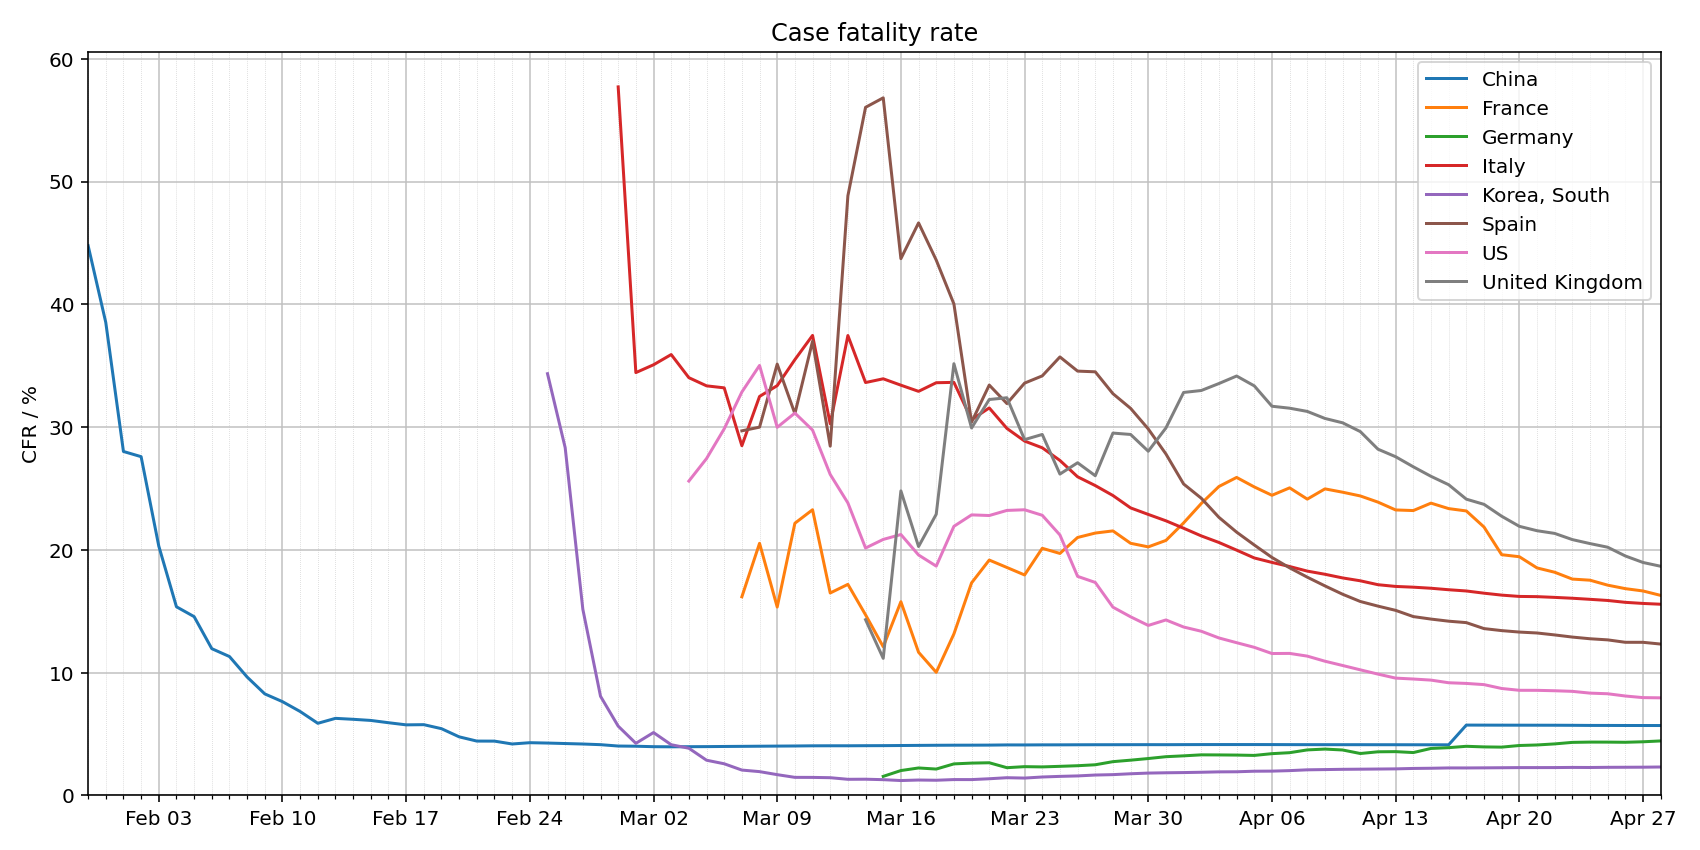 Case fatality rate
60
50
40
30
20
10
0
CFR / %
China
France
Germany
Italy
Korea, South
Spain
US
United Kingdom
Feb 03
Feb 10
Feb 17
Feb 24
Mar 02
Mar 09
Mar 16
Mar 23
Mar 30
Apr 06
Apr 13
Apr 20
Apr 27